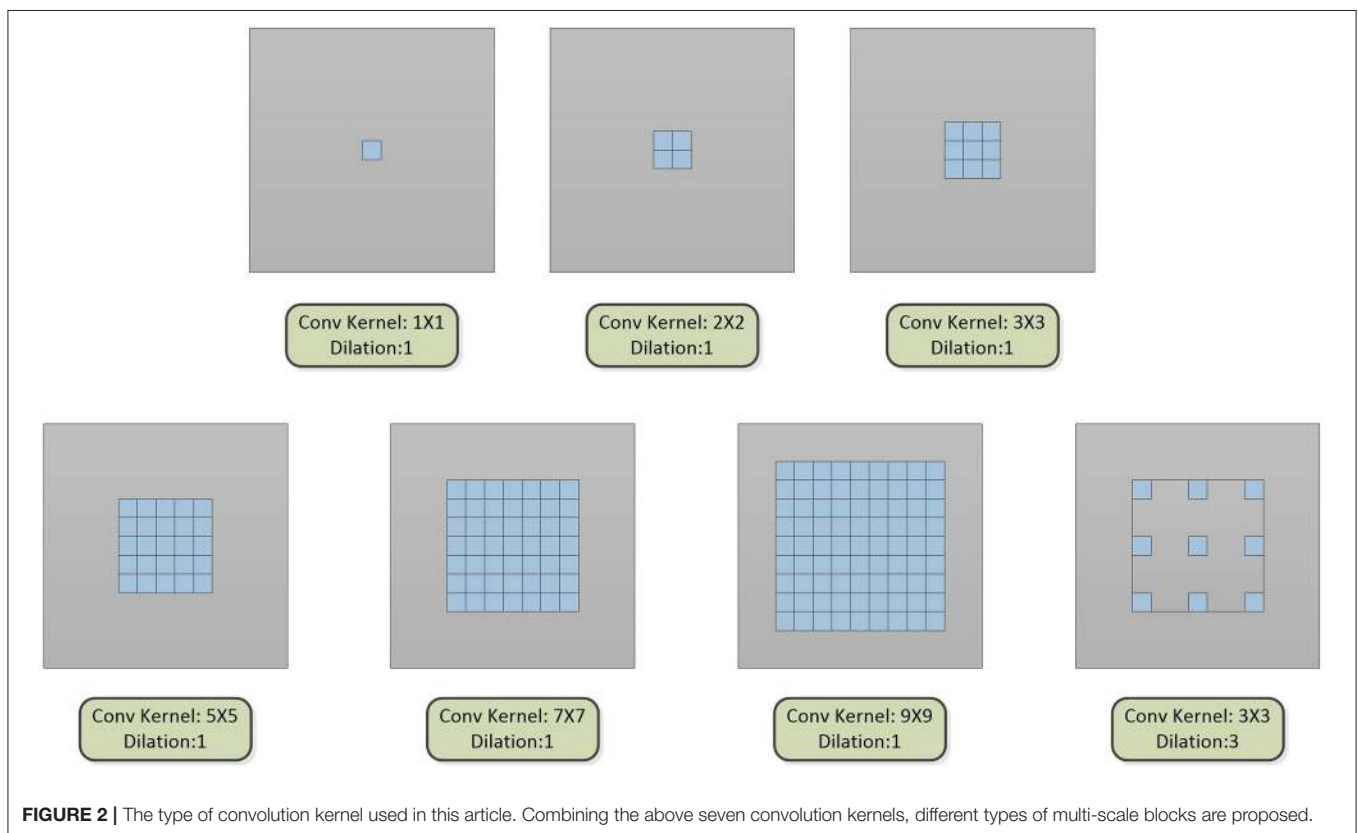 Conv Kernel: 1X1
Dilation:1
Conv Kernel: 2X2
Dilation:1
Conv Kernel: 3X3
Dilation:1
Conv Kernel: 5X5
Dilation:1
Conv Kernel: 7X7
Dilation:1
Conv Kernel: 9X9
Dilation:1
Conv Kernel: 3X3
Dilation:3
FIGURE 2 | The type of convolution kernel used in this article. Combining the above seven convolution kernels, different types of multi-scale blocks are proposed.